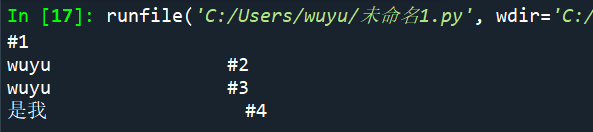 In [17]: runfile('C:/Users/wuyu/未命名1.py', wdir='C:/
#1
wuyu                #2
wuyu                #3
是我                  #4